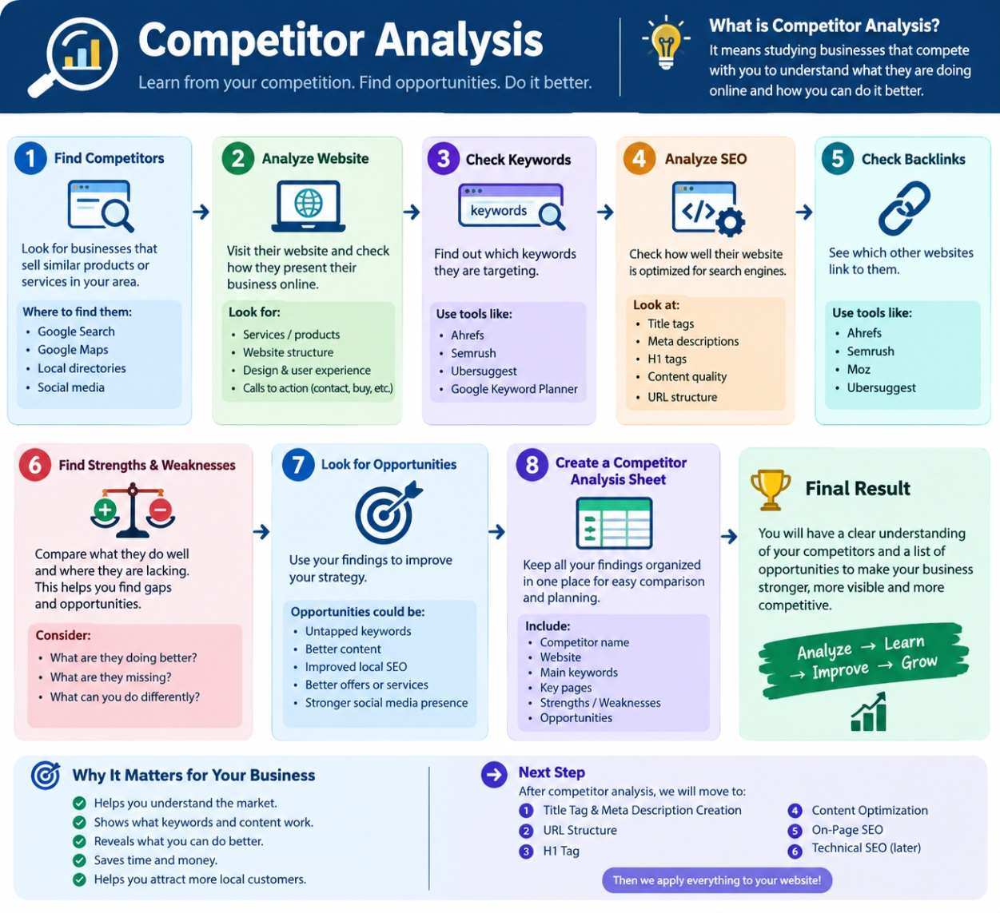 Competitor Analysis
Learn from your competition. Find opportunities. Do it better.
What is Competitor Analysis?
It means studying businesses that compete
with you to understand what they are doing
online and how you can do it better.
1 Find Competitors
Look for businesses that
sell similar products or
services in your area.
Where to find them:
• Google Search
• Google Maps
• Local directories
• Social media
2 Analyze Website
Visit their website and check
how they present their
business online.
Look for:
• Services / products
• Website structure
• Design & user experience
• Calls to action (contact, buy, etc.)
3 Check Keywords
keywords
Find out which keywords
they are targeting.
Use tools like:
• Ahrefs
• Semrush
• Ubersuggest
• Google Keyword Planner
4 Analyze SEO
</>
Check how well their website
is optimized for search engines.
Look at:
• Title tags
• Meta descriptions
• H1 tags
• Content quality
• URL structure
5 Check Backlinks
See which other websites
link to them.
Use tools like:
• Ahrefs
• Semrush
• Moz
• Ubersuggest
6 Find Strengths & Weaknesses
Compare what they do well
and where they are lacking.
This helps you find gaps
and opportunities.
Consider:
• What are they doing better?
• What are they missing?
• What can you do differently?
7 Look for Opportunities
Use your findings to improve
your strategy.
Opportunities could be:
• Untapped keywords
• Better content
• Improved local SEO
• Better offers or services
• Stronger social media presence
8 Create a Competitor
Analysis Sheet
Keep all your findings organized
in one place for easy comparison
and planning.
Include:
• Competitor name
• Website
• Main keywords
• Key pages
• Strengths / Weaknesses
• Opportunities
Final Result
You will have a clear understanding
of your competitors and a list of
opportunities to make your business
stronger, more visible and more
competitive.
Analyze → Learn
→ Improve → Grow
Why It Matters for Your Business
Helps you understand the market.
Shows what keywords and content work.
Reveals what you can do better.
Saves time and money.
Helps you attract more local customers.
Next Step
After competitor analysis, we will move to:
1 Title Tag & Meta Description Creation
2 URL Structure
3 H1 Tag
4 Content Optimization
5 On-Page SEO
6 Technical SEO (later)
Then we apply everything to your website!